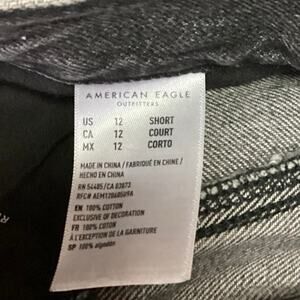 AMERICAN EAGLE
OUTFITTERS
US 12 SHORT
CA 12 COURT
MX 12 CORTO
MADE IN CHINA / FABRIQUÉ EN CHINE /
HECHO EN CHINA
RN 54485/CA 03873
EN 100% COTTON
EXCLUSIVE OF DECORATION
FR 100% COTON
À L'EXCEPTION DE LA GARNITURE
SP 100% algodón